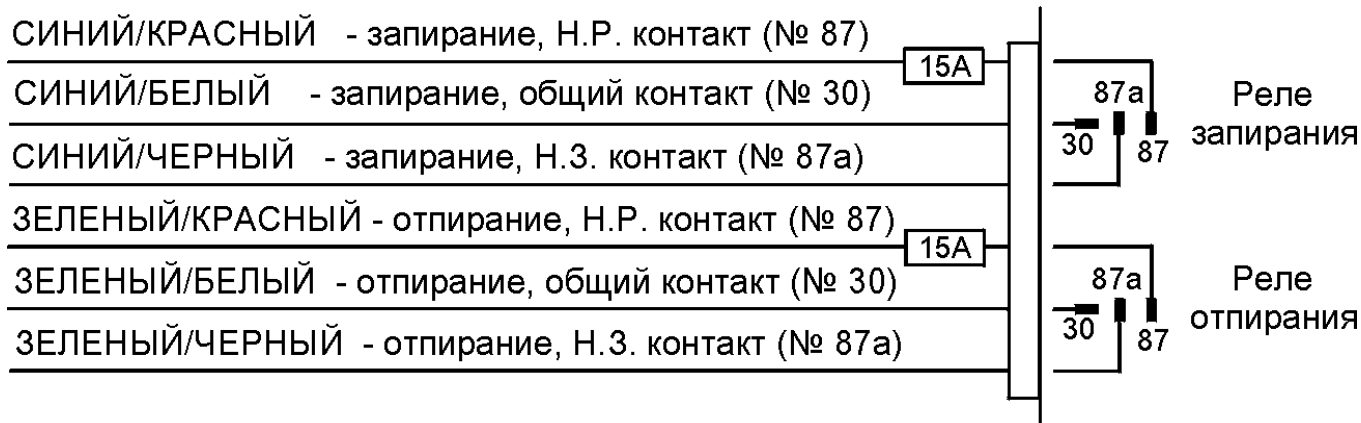 СИНИЙ/КРАСНЫЙ - запирание, Н.Р. контакт (№ 87)
15А
СИНИЙ/БЕЛЫЙ - запирание, общий контакт (№ 30)
СИНИЙ/ЧЕРНЫЙ - запирание, Н.З. контакт (№ 87а)
87а
30
87
Реле
запирания
ЗЕЛЕНЫЙ/КРАСНЫЙ - отпирание, Н.Р. контакт (№ 87)
15А
ЗЕЛЕНЫЙ/БЕЛЫЙ - отпирание, общий контакт (№ 30)
ЗЕЛЕНЫЙ/ЧЕРНЫЙ - отпирание, Н.З. контакт (№ 87а)
87а
30
87
Реле
отпирания